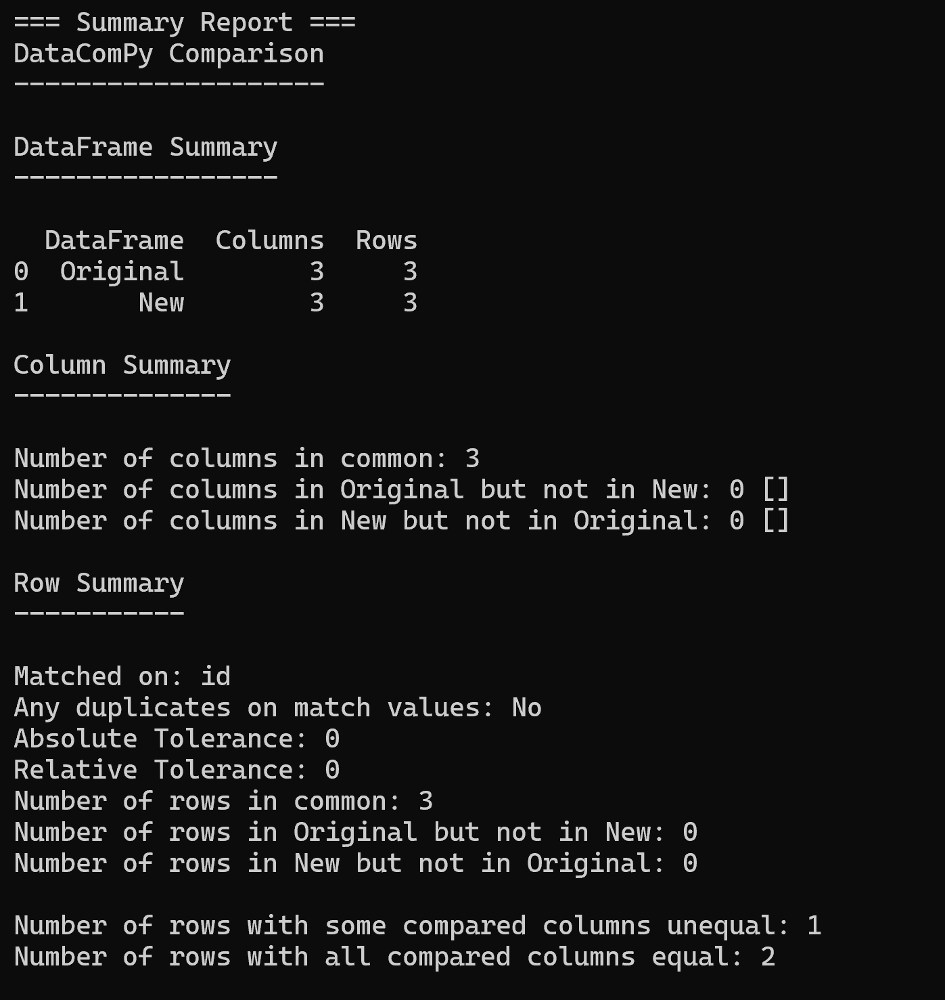 === Summary Report ===
DataComPy Comparison
--------------------
DataFrame Summary
-----------------
  DataFrame  Columns  Rows
0  Original        3     3
1       New        3     3
Column Summary
--------------
Number of columns in common: 3
Number of columns in Original but not in New: 0 []
Number of columns in New but not in Original: 0 []
Row Summary
-----------
Matched on: id
Any duplicates on match values: No
Absolute Tolerance: 0
Relative Tolerance: 0
Number of rows in common: 3
Number of rows in Original but not in New: 0
Number of rows in New but not in Original: 0
Number of rows with some compared columns unequal: 1
Number of rows with all compared columns equal: 2